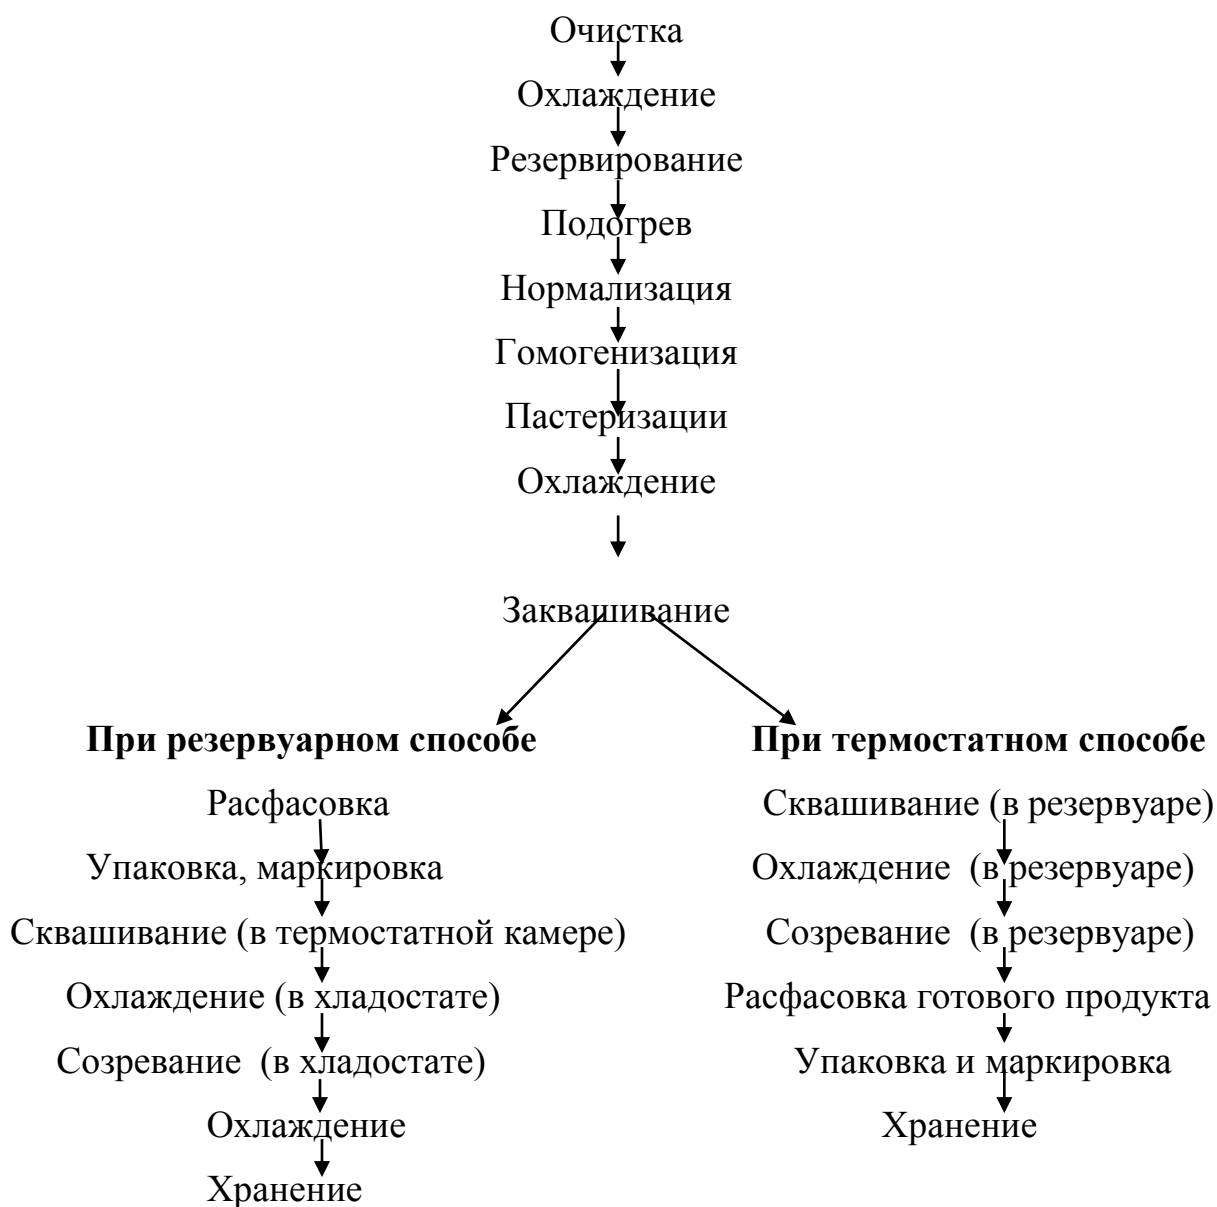 Очистка
Охлаждение
Резервирование
Подогрев
Нормализация
Гомогенизация
Пастеризации
Охлаждение
Заквашивание
При резервуарном способе
Расфасовка
Упаковка, маркировка
Сквашивание (в термостатной камере)
Охлаждение (в хладостате)
Созревание (в хладостате)
Охлаждение
Хранение
При термостатном способе
Сквашивание (в резервуаре)
Охлаждение (в резервуаре)
Созревание (в резервуаре)
Расфасовка готового продукта
Упаковка и маркировка
Хранение